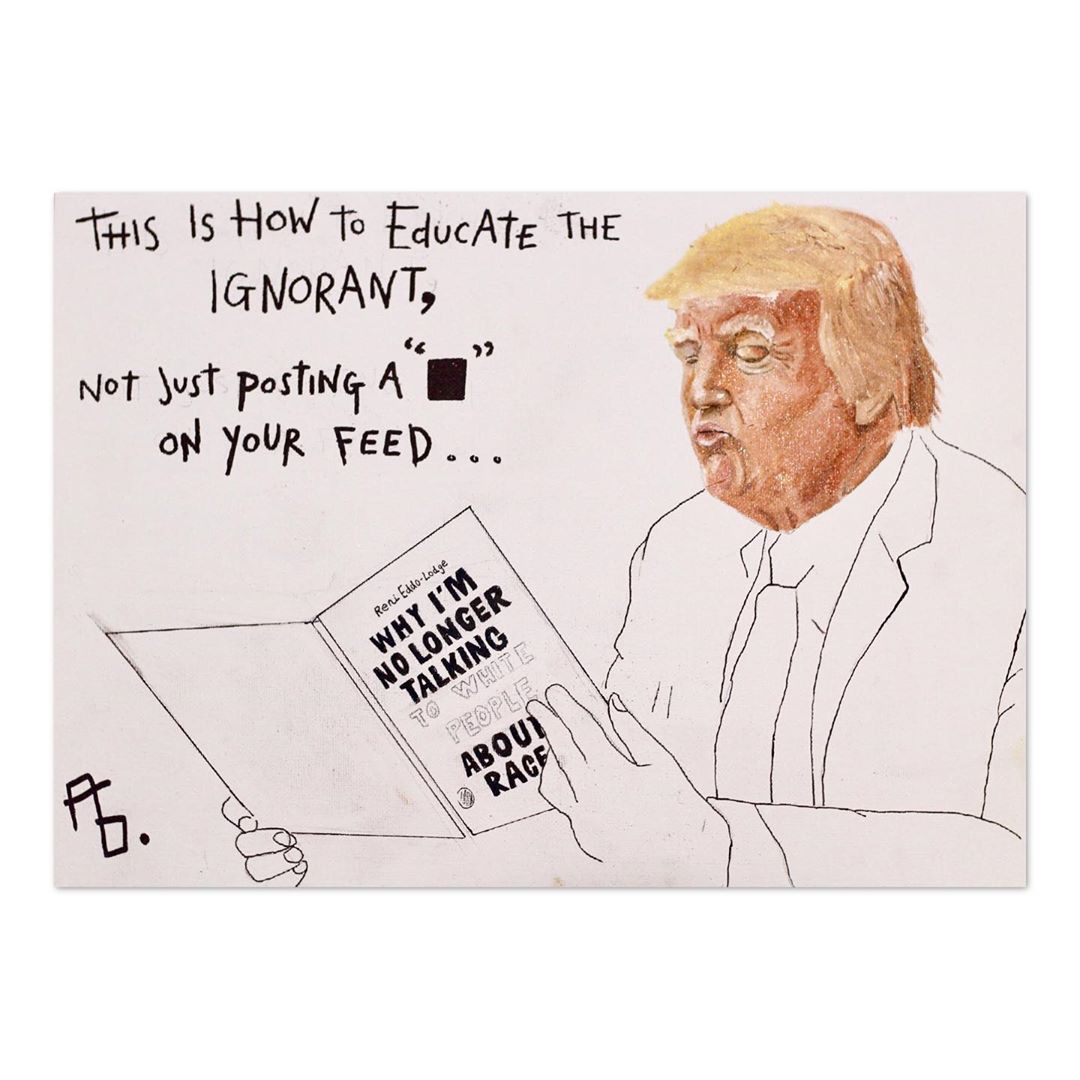 THIS IS HOW TO EDUCATE THE
IGNORANT,
NOT JUST POSTING A "■"
ON YOUR FEED...
Reni Eddo-Lodge
WHY I'M
NO LONGER
TALKING
TO WHITE
PEOPLE
ABOUT
RACE